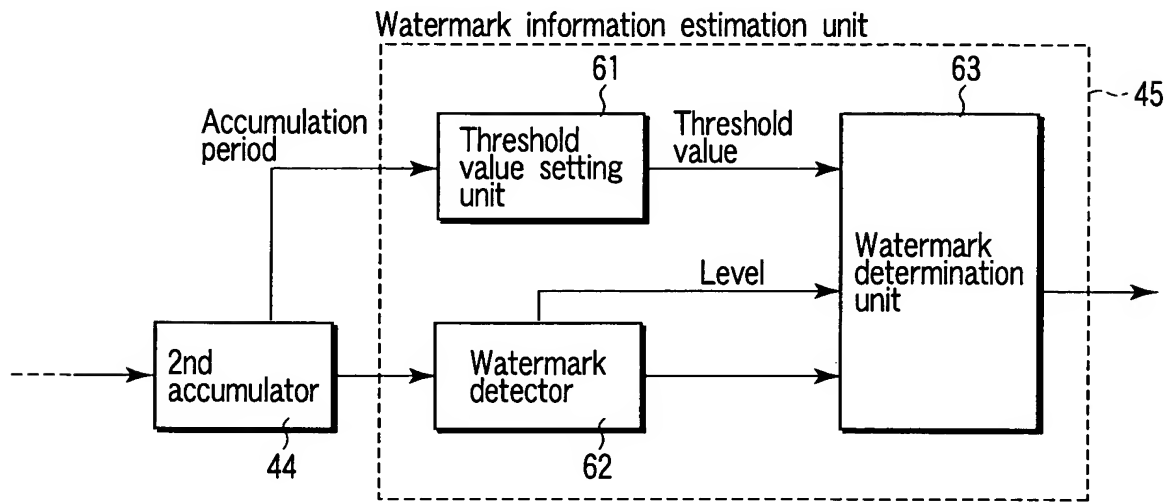 Watermark information estimation unit
61
63
45
Accumulation
period
Threshold
value setting
unit
Threshold
value
Watermark
determination
unit
Level
2nd
accumulator
Watermark
detector
44
62